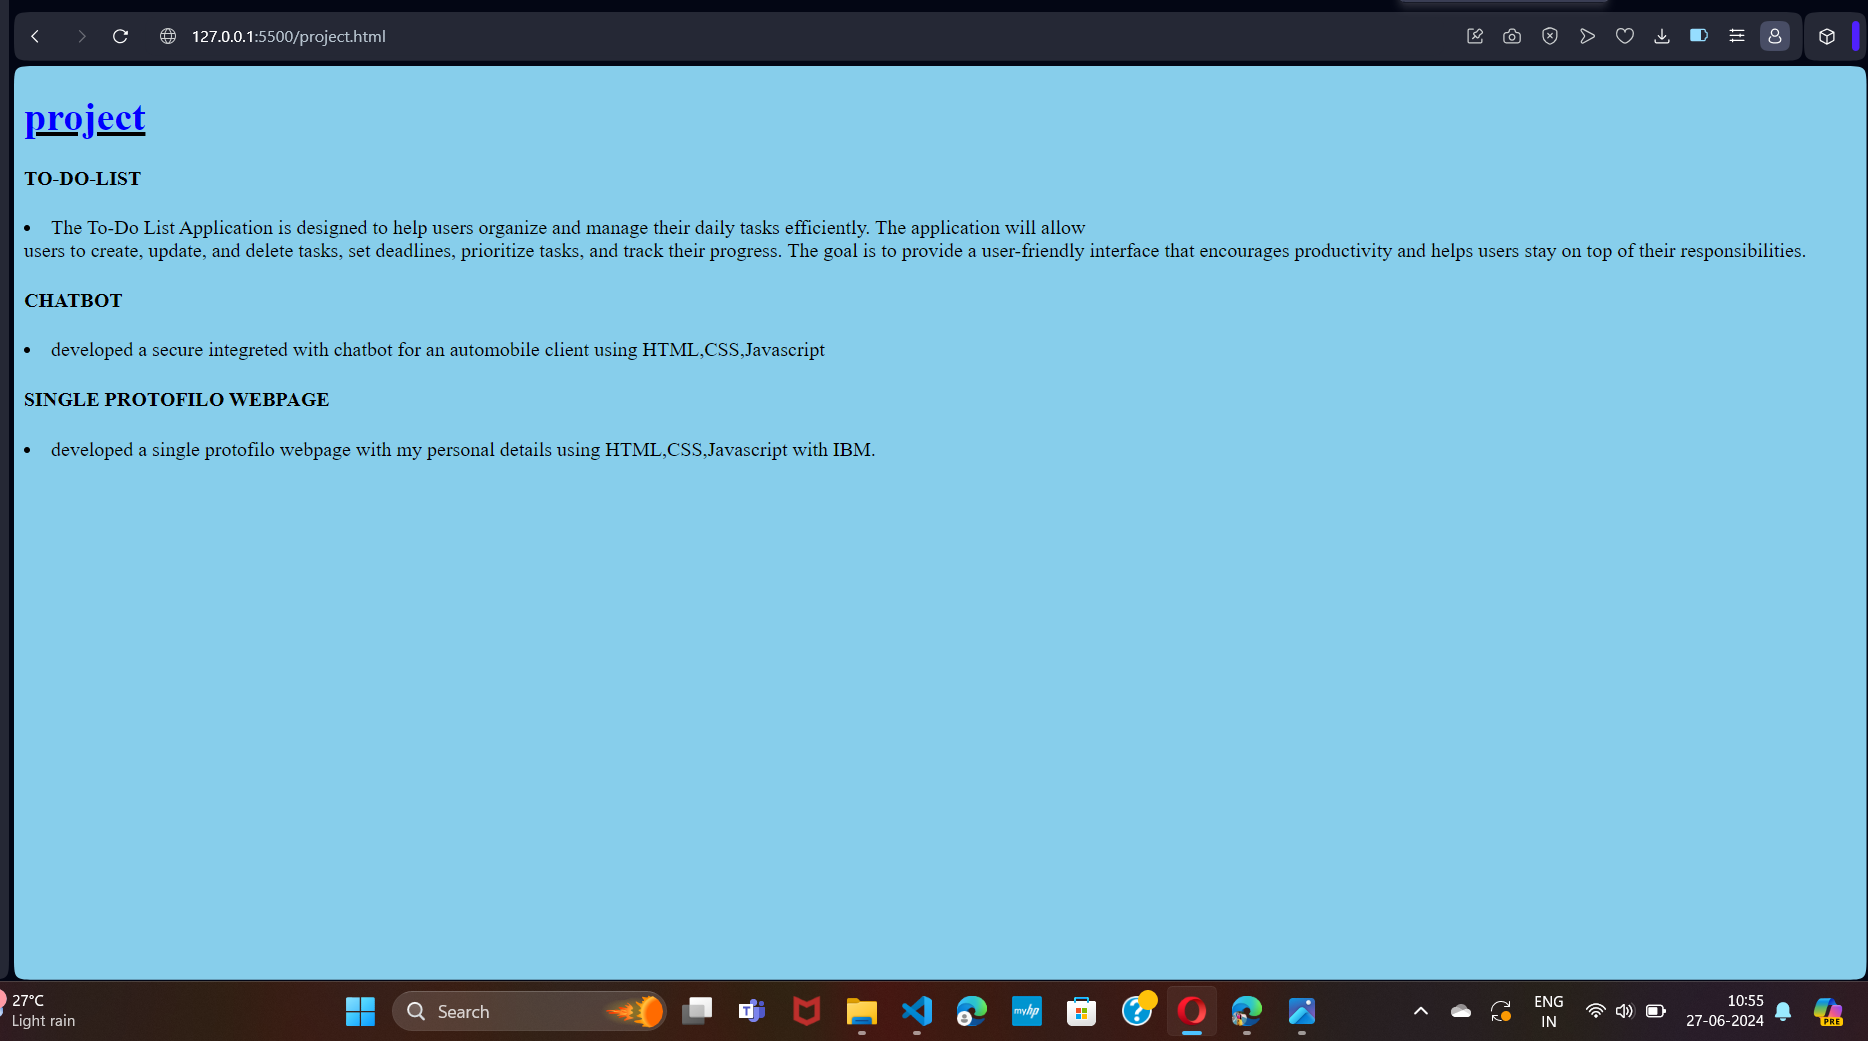 127.0.0.1:5500/project.html
project
TO-DO-LIST
• The To-Do List Application is designed to help users organize and manage their daily tasks efficiently. The application will allow
users to create, update, and delete tasks, set deadlines, prioritize tasks, and track their progress. The goal is to provide a user-friendly interface that encourages productivity and helps users stay on top of their responsibilities.
CHATBOT
• developed a secure integreted with chatbot for an automobile client using HTML,CSS,Javascript
SINGLE PROTOFILO WEBPAGE
• developed a single protofilo webpage with my personal details using HTML,CSS,Javascript with IBM.
27°C
Light rain
Search
myhp
ENG
IN
10:55
27-06-2024
PRE